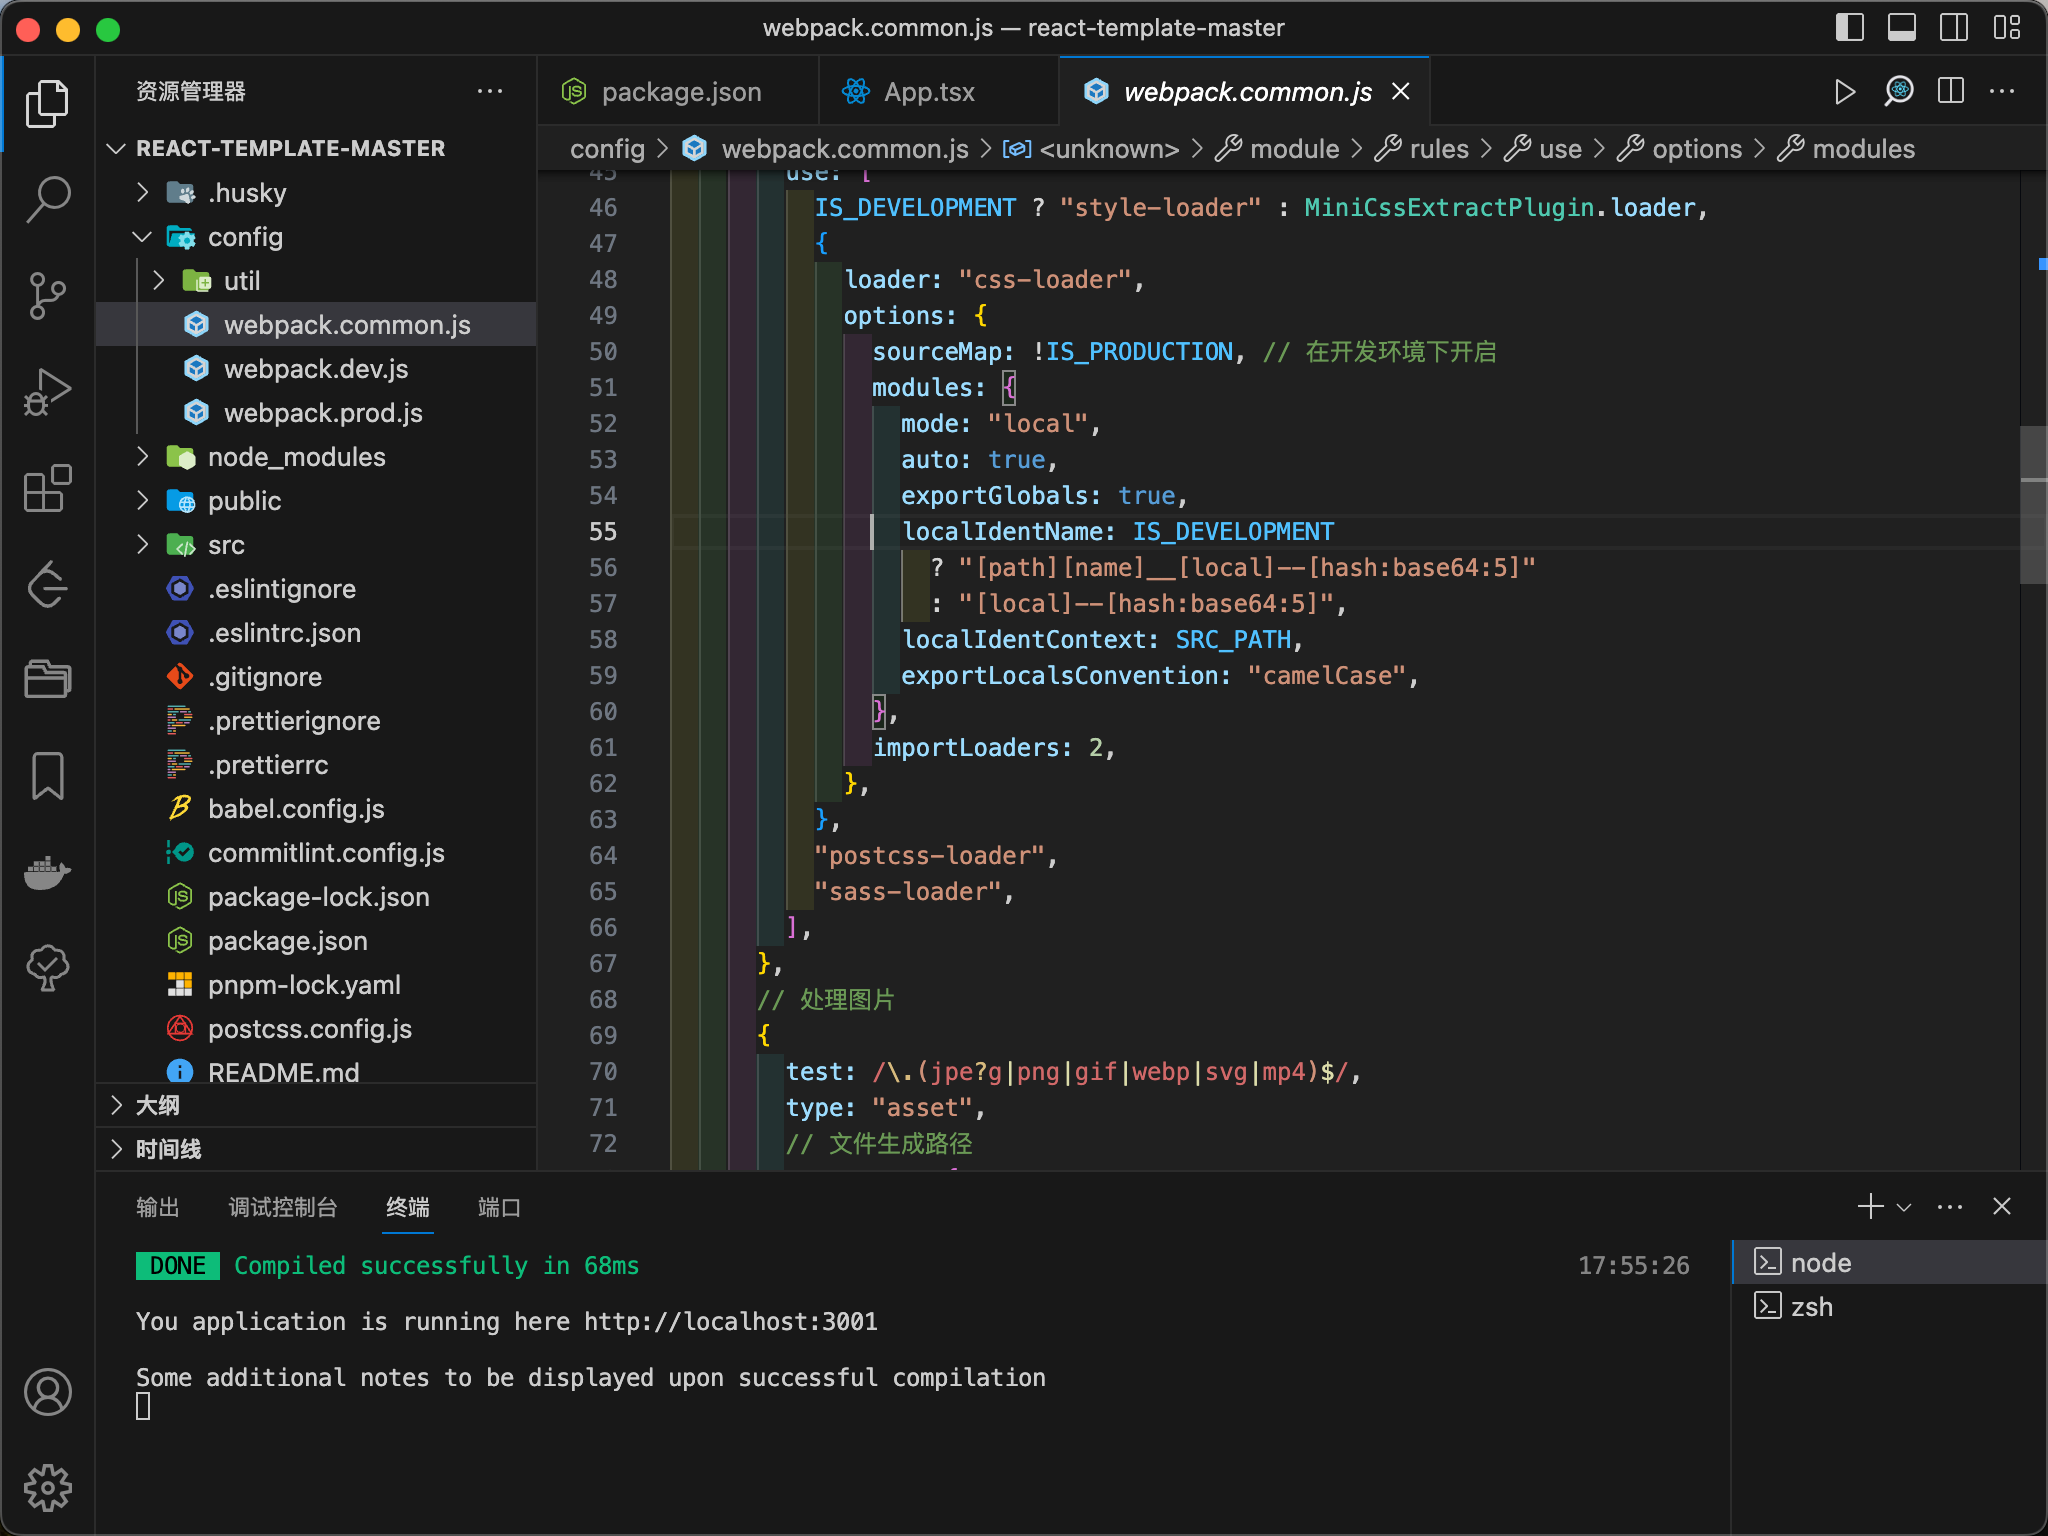 webpack.common.js — react-template-master
资源管理器
REACT-TEMPLATE-MASTER
.husky
config
util
webpack.common.js
webpack.dev.js
webpack.prod.js
node_modules
public
src
.eslintignore
.eslintrc.json
.gitignore
.prettierignore
.prettierrc
babel.config.js
commitlint.config.js
package-lock.json
package.json
pnpm-lock.yaml
postcss.config.js
README.md
大纲
时间线
package.json
App.tsx
webpack.common.js
config > webpack.common.js > <unknown> > module > rules > use > options > modules
45 use: [
46 IS_DEVELOPMENT ? "style-loader" : MiniCssExtractPlugin.loader,
47 {
48 loader: "css-loader",
49 options: {
50 sourceMap: !IS_PRODUCTION, // 在开发环境下开启
51 modules: {
52 mode: "local",
53 auto: true,
54 exportGlobals: true,
55 localIdentName: IS_DEVELOPMENT
56 ? "[path][name]__[local]--[hash:base64:5]"
57 : "[local]--[hash:base64:5]",
58 localIdentContext: SRC_PATH,
59 exportLocalsConvention: "camelCase",
60 },
61 importLoaders: 2,
62 },
63 },
64 "postcss-loader",
65 "sass-loader",
66 ],
67 },
68 // 处理图片
69 {
70 test: /\.(jpe?g|png|gif|webp|svg|mp4)$/,
71 type: "asset",
72 // 文件生成路径
输出 调试控制台 终端 端口
DONE Compiled successfully in 68ms 17:55:26
You application is running here http://localhost:3001
Some additional notes to be displayed upon successful compilation
node
zsh